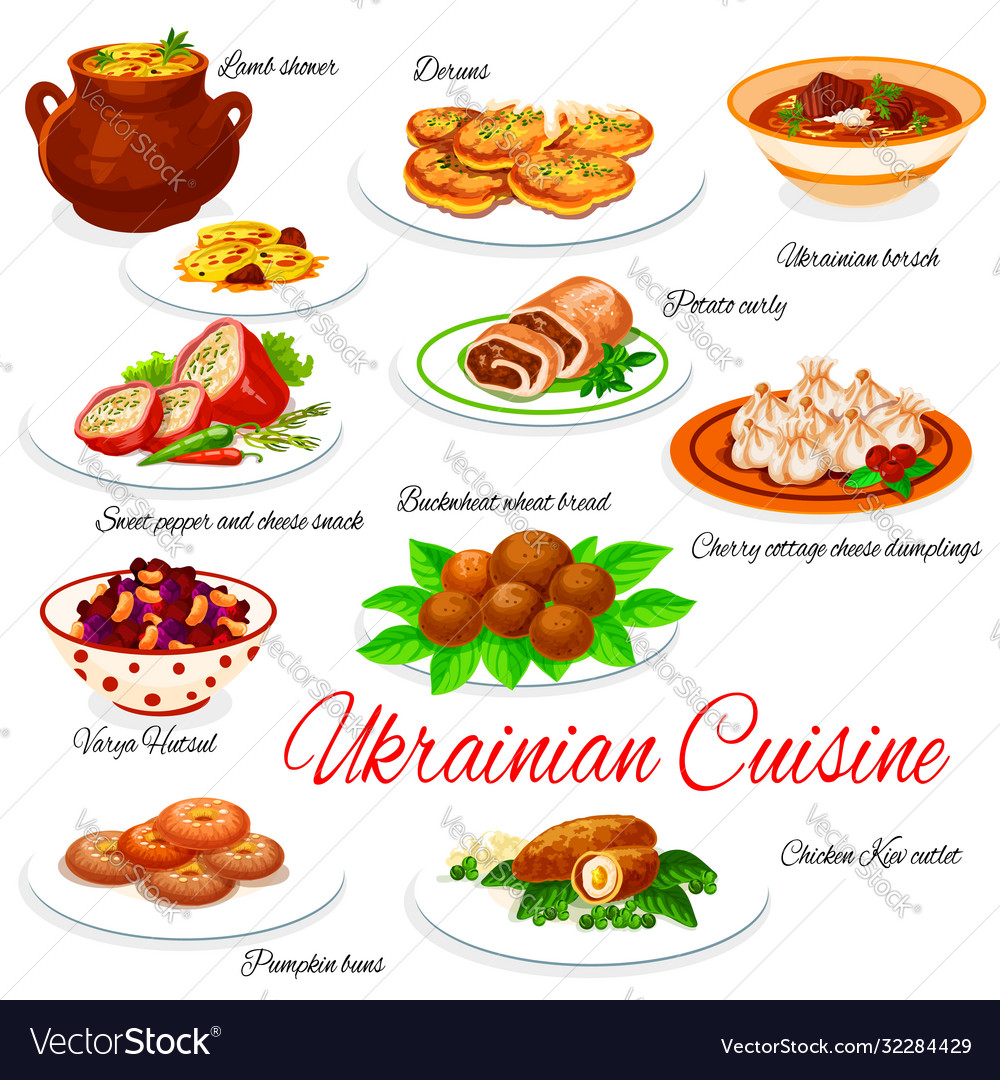 Lamb shower
Deruns
Ukrainian borsch
Potato curly
Sweet pepper and cheese snack
Buckwheat wheat bread
Cherry cottage cheese dumplings
Varya Hutsul
Ukrainian Cuisine
Chicken Kiev cutlet
Pumpkin buns
VectorStock®
VectorStock.com/32284429